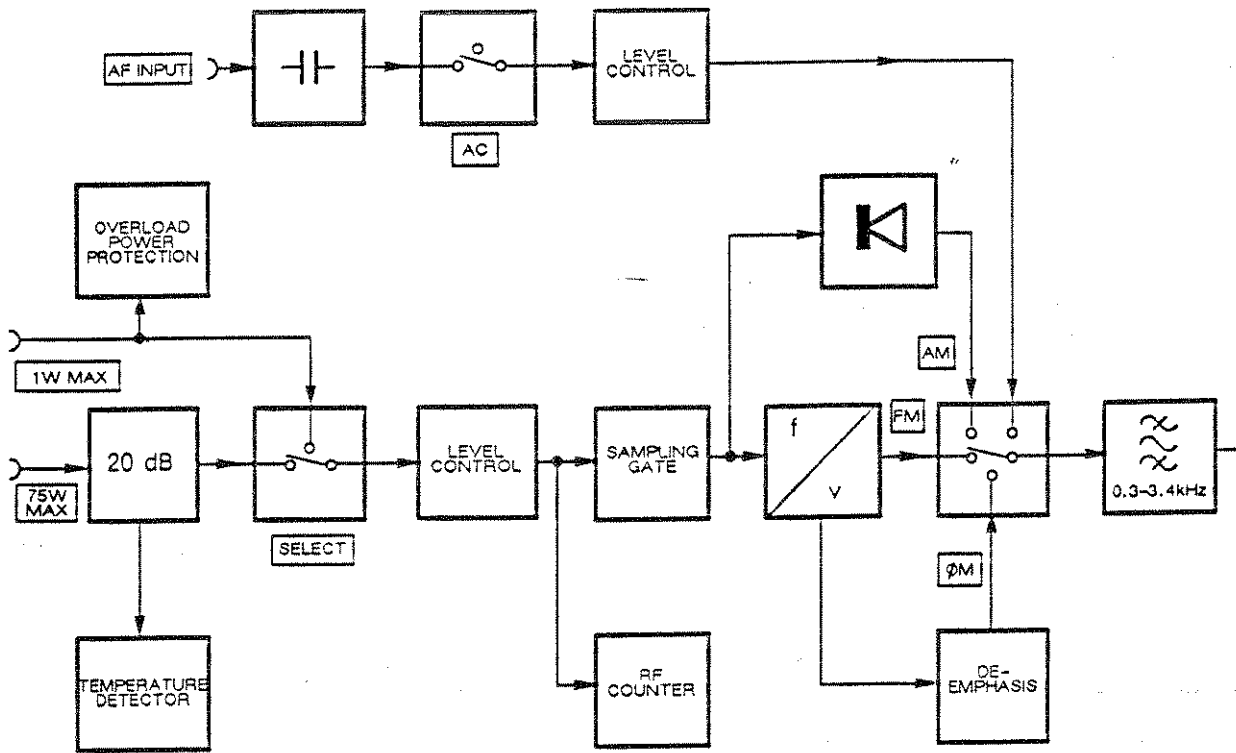 AF INPUT
LEVEL
CONTROL
AC
OVERLOAD
POWER
PROTECTION
1W MAX
AM
20 dB
LEVEL
CONTROL
SAMPLING
GATE
f
V
FM
0.3-3.4kHz
75W
MAX
SELECT
ØM
TEMPERATURE
DETECTOR
RF
COUNTER
DE-
EMPHASIS